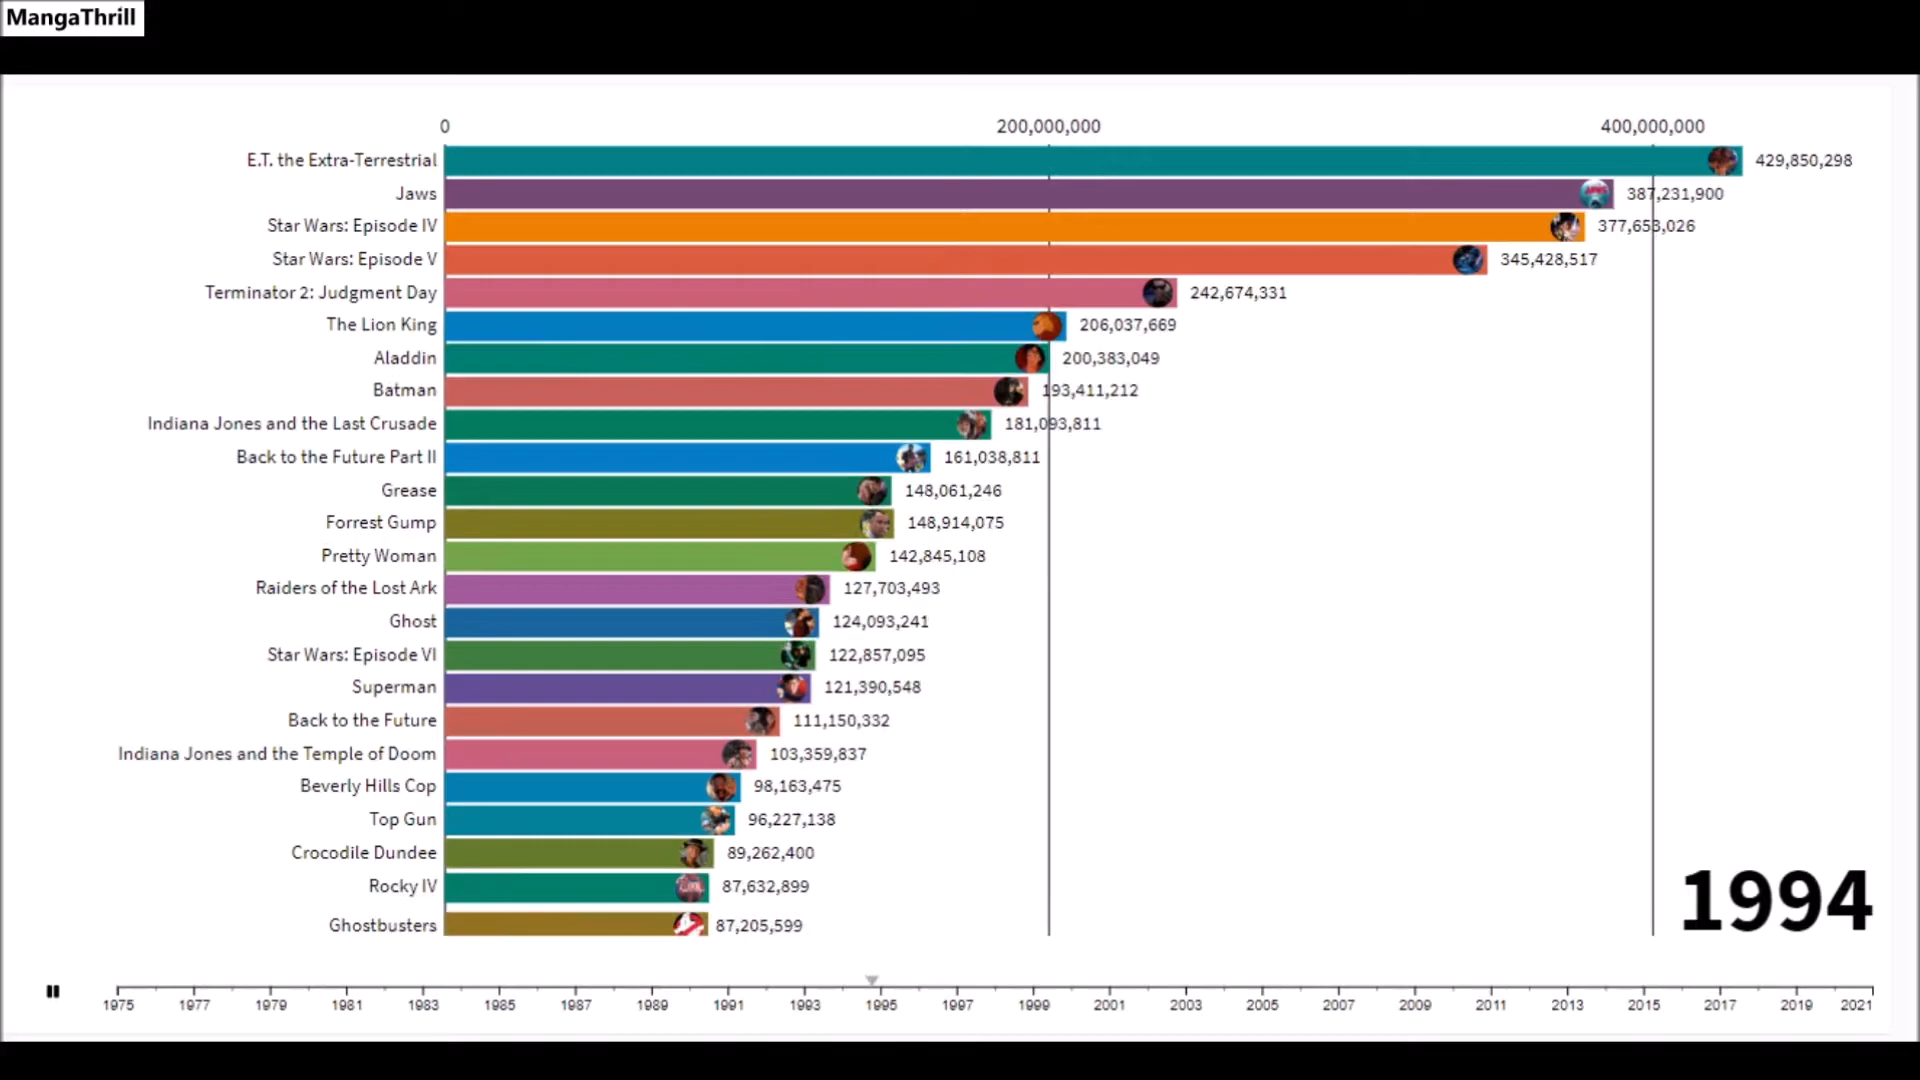 MangaThrill
0 200,000,000 400,000,000
E.T. the Extra-Terrestrial 429,850,298
Jaws 387,231,900
Star Wars: Episode IV 377,653,026
Star Wars: Episode V 345,428,517
Terminator 2: Judgment Day 242,674,331
The Lion King 206,037,669
Aladdin 200,383,049
Batman 193,411,212
Indiana Jones and the Last Crusade 181,093,811
Back to the Future Part II 161,038,811
Grease 148,061,246
Forrest Gump 148,914,075
Pretty Woman 142,845,108
Raiders of the Lost Ark 127,703,493
Ghost 124,093,241
Star Wars: Episode VI 122,857,095
Superman 121,390,548
Back to the Future 111,150,332
Indiana Jones and the Temple of Doom 103,359,837
Beverly Hills Cop 98,163,475
Top Gun 96,227,138
Crocodile Dundee 89,262,400
Rocky IV 87,632,899
Ghostbusters 87,205,599
1994
1975 1977 1979 1981 1983 1985 1987 1989 1991 1993 1995 1997 1999 2001 2003 2005 2007 2009 2011 2013 2015 2017 2019 2021